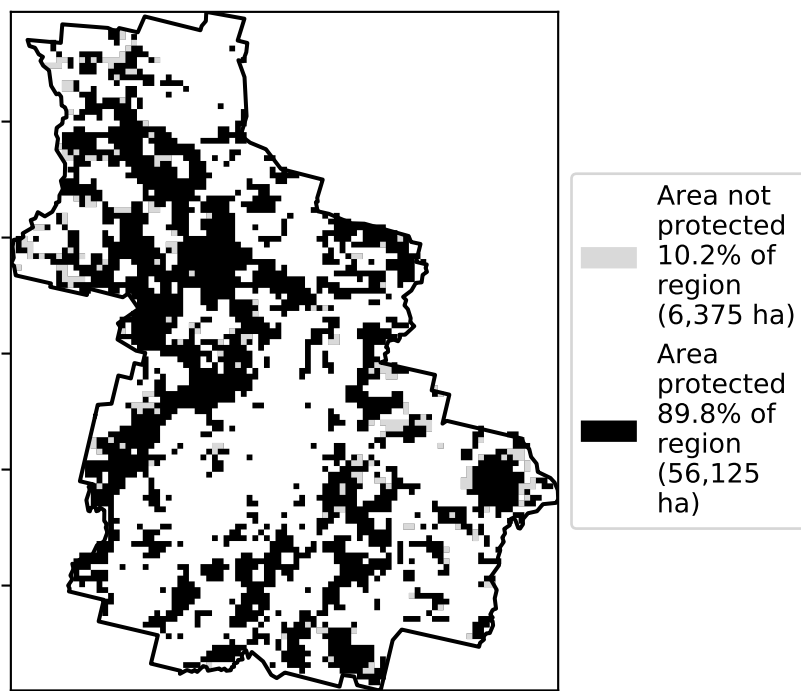 Area not
protected
10.2% of
region
(6,375 ha)
Area
protected
89.8% of
region
(56,125
ha)